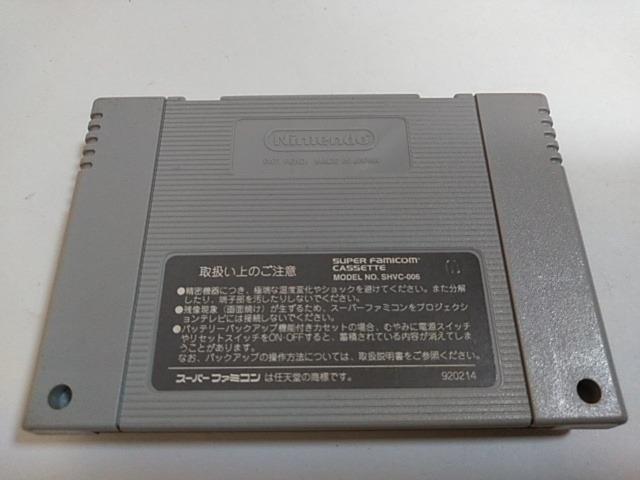 Nintendo
PAT. PEND. MADE IN JAPAN
取扱い上のご注意
SUPER FAMICOM
CASSETTE
MODEL NO. SHVC-006
●精密機器につき、極端な温度変化やショックを避けてください。また分解
したり、端子部を汚したりしないでください。
●残像現象（画面焼け）が生ずるため、スーパーファミコンをプロジェクシ
ョンテレビには接続しないでください。
●バッテリーバックアップ機能付きカセットの場合、むやみに電源スイッチ
やリセットスイッチをON・OFFすると、蓄積されている内容が消えてしま
うことがあります。
なお、バックアップの操作方法については、取扱説明書をご参照ください。
スーパーファミコンは任天堂の商標です。
920214